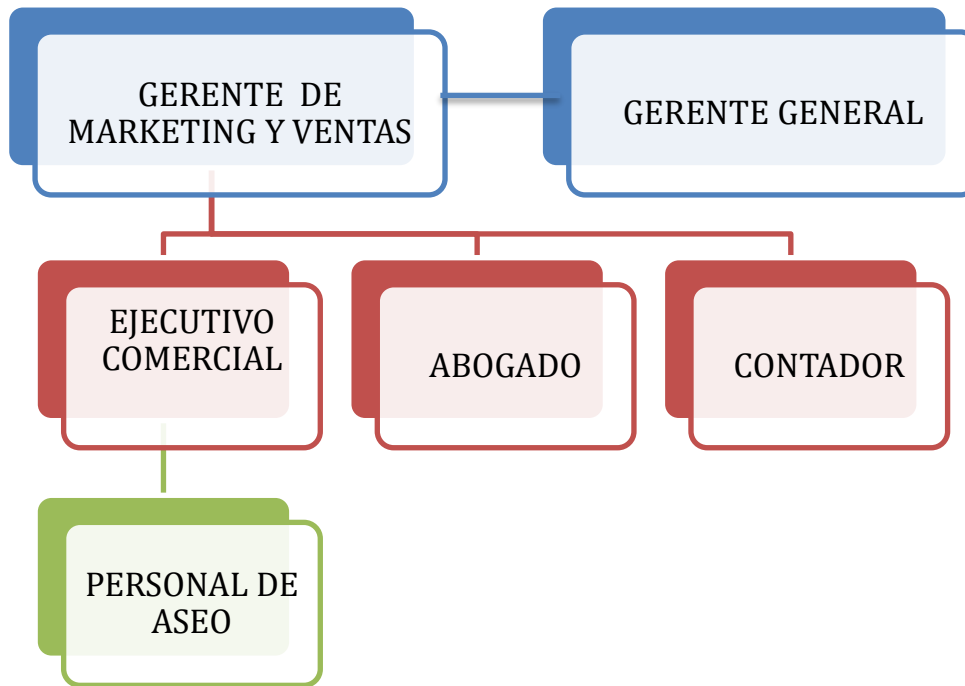 GERENTE DE
MARKETING Y VENTAS
GERENTE GENERAL
EJECUTIVO
COMERCIAL
ABOGADO
CONTADOR
PERSONAL DE
ASEO